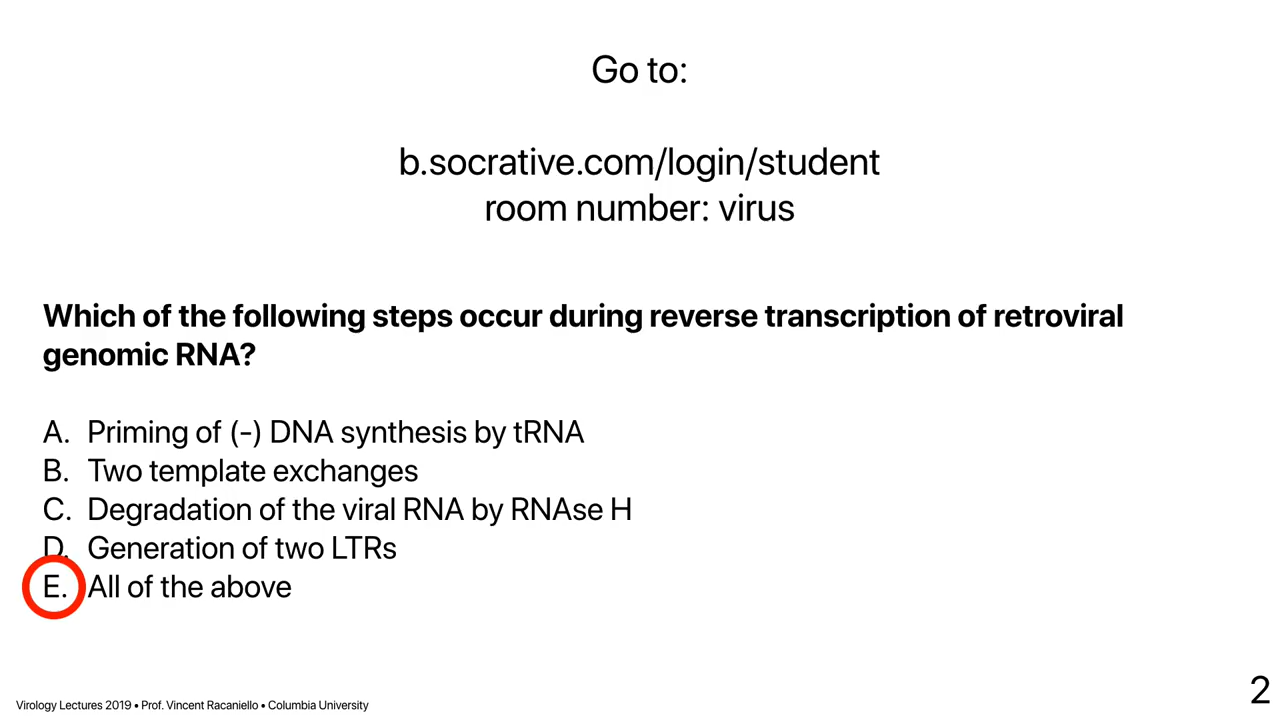 Go to:
b.socrative.com/login/student
room number: virus
Which of the following steps occur during reverse transcription of retroviral
genomic RNA?
A. Priming of (-) DNA synthesis by tRNA
B. Two template exchanges
C. Degradation of the viral RNA by RNAse H
D. Generation of two LTRs
E. All of the above
Virology Lectures 2019 • Prof. Vincent Racaniello • Columbia University
2